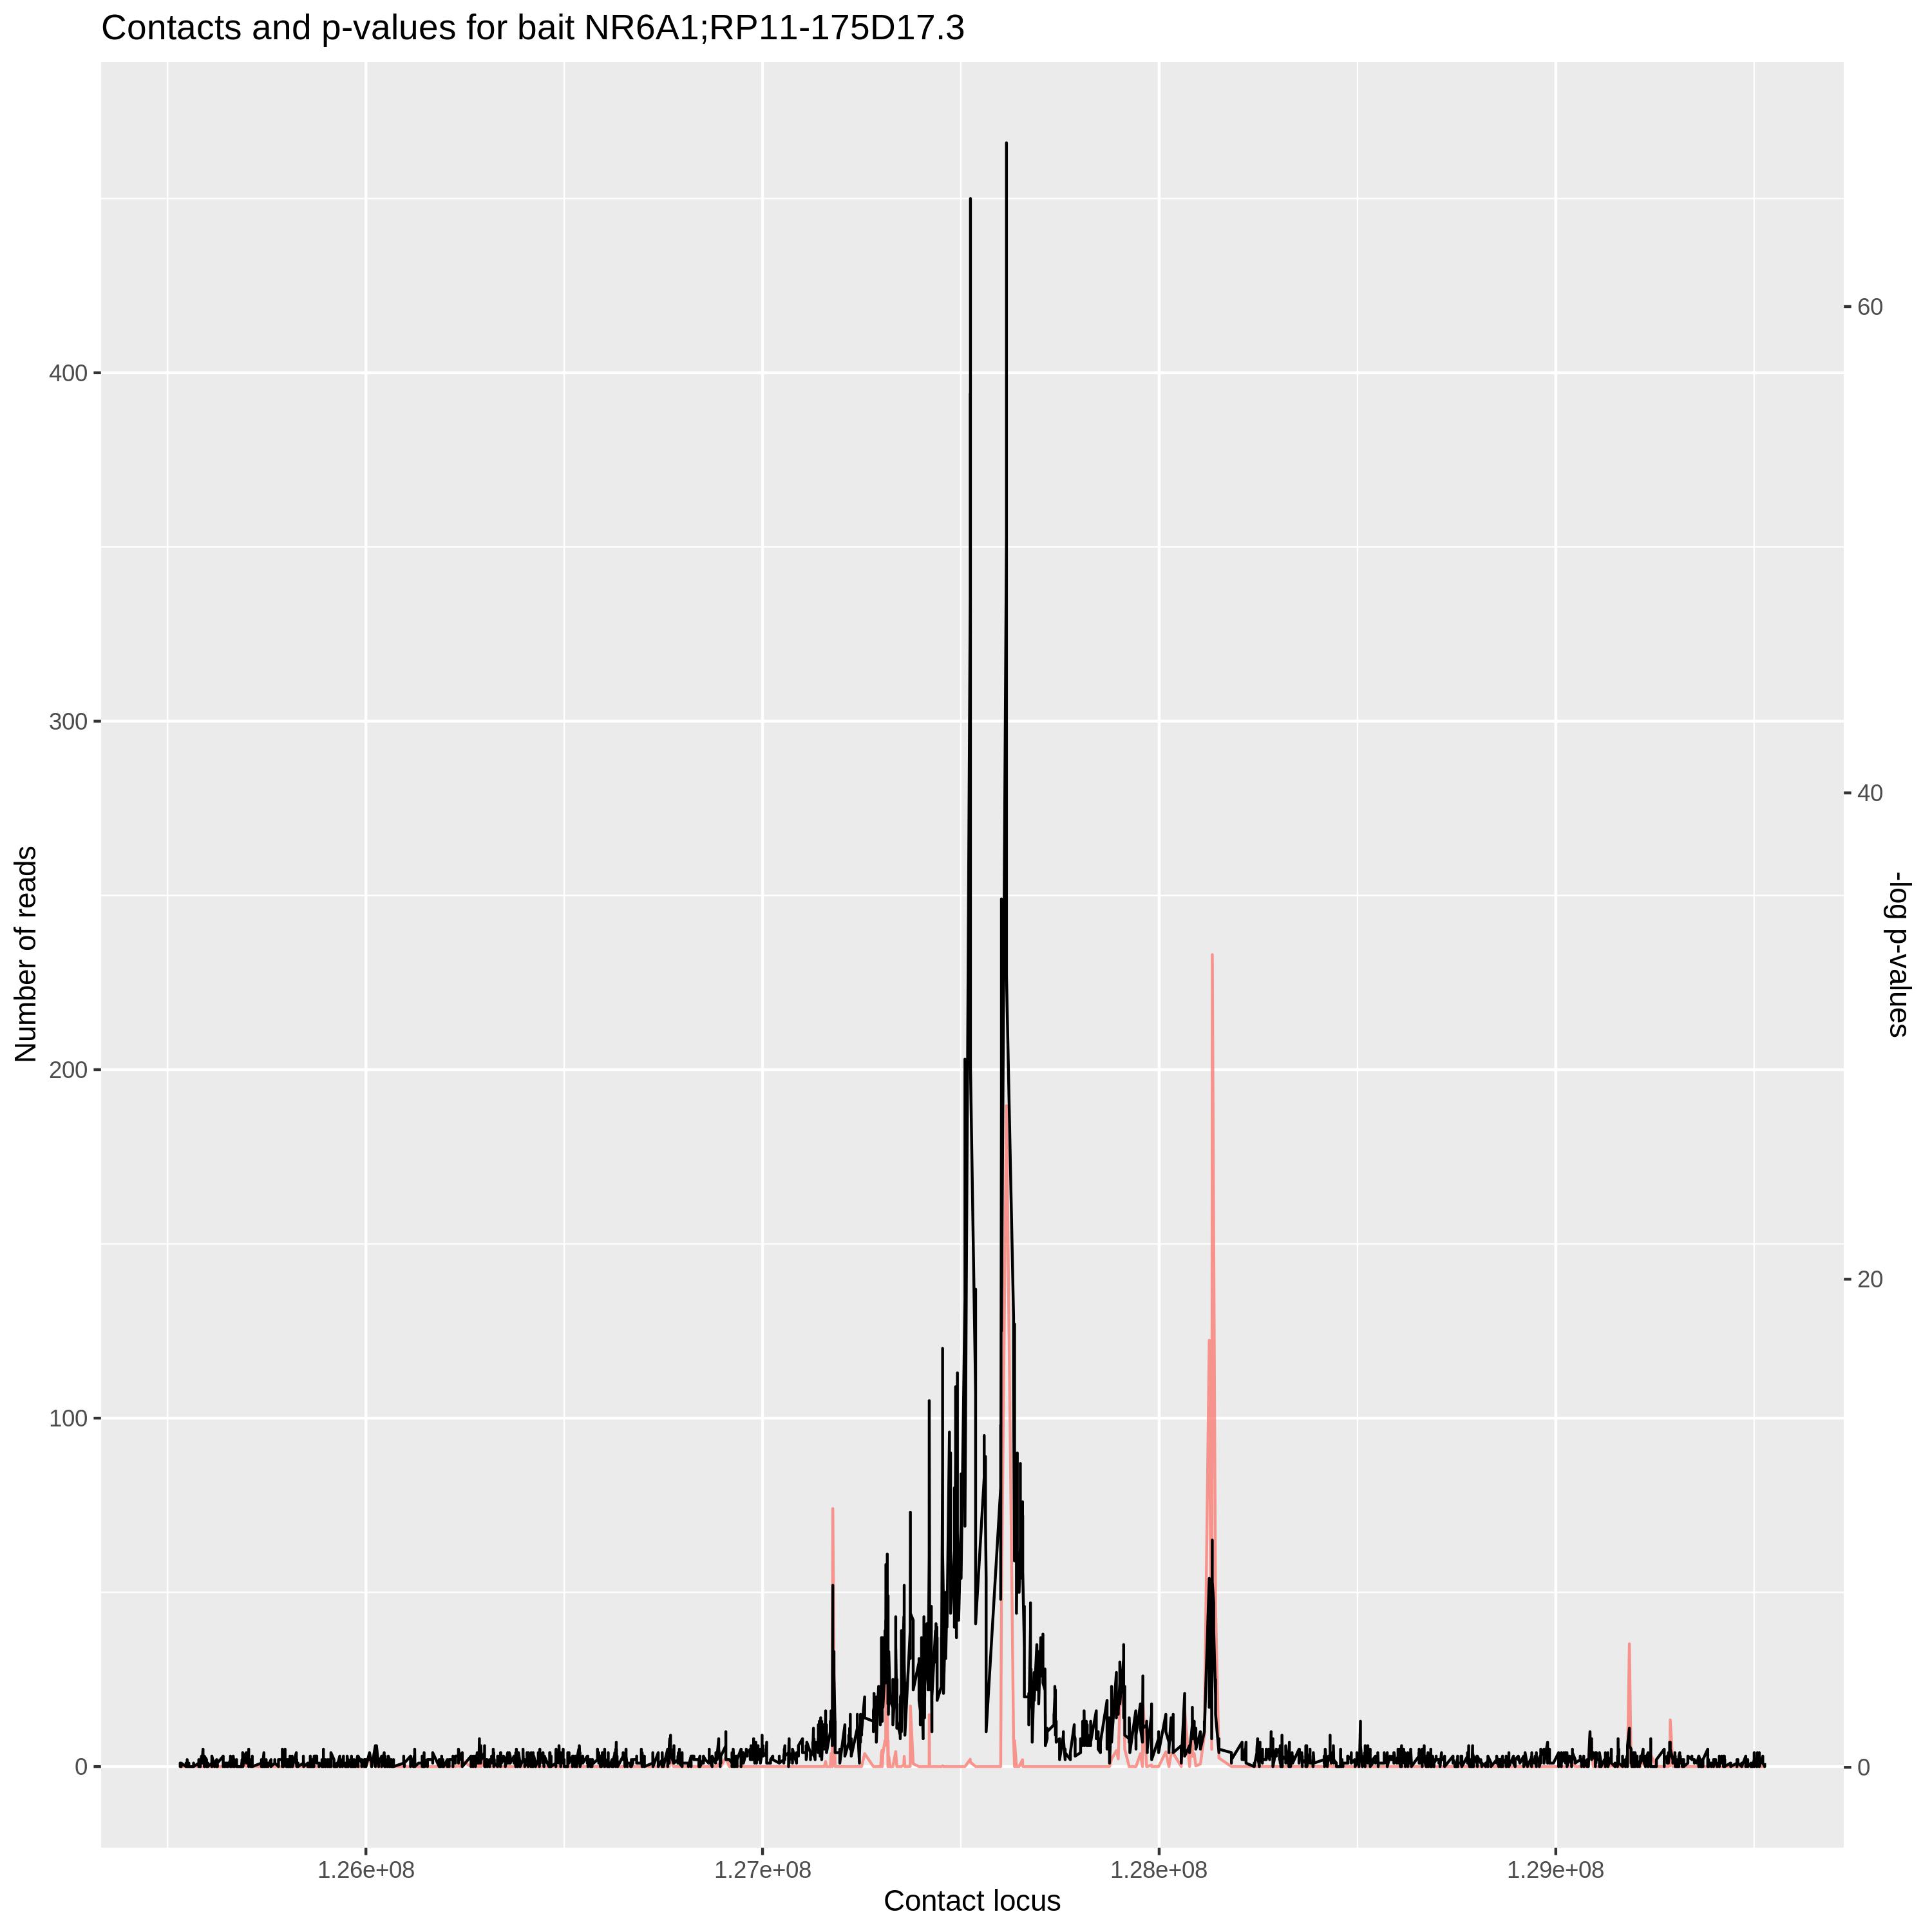 Contacts and p-values for bait NR6A1;RP11-175D17.3
Number of reads
400
300
200
100
0
60
40
20
0
-log p-values
1.26e+08
1.27e+08
1.28e+08
1.29e+08
Contact locus